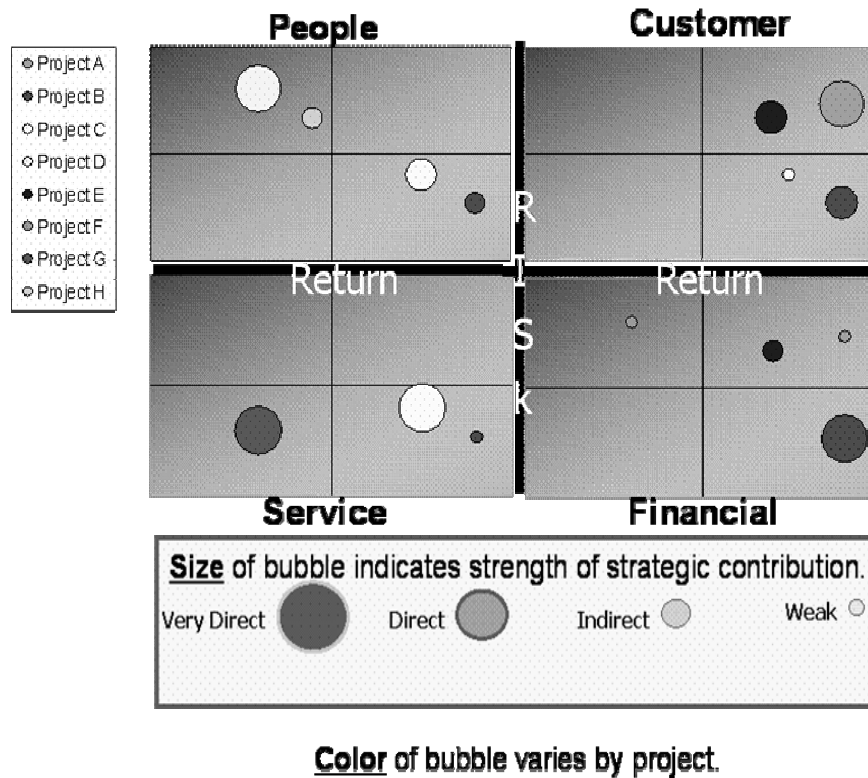 People
Customer
Project A
Project B
Project C
Project D
Project E
Project F
Project G
Project H
R
I
S
k
Return
Return
Service
Financial
Size of bubble indicates strength of strategic contribution.
Very Direct
Direct
Indirect
Weak
Color of bubble varies by project.